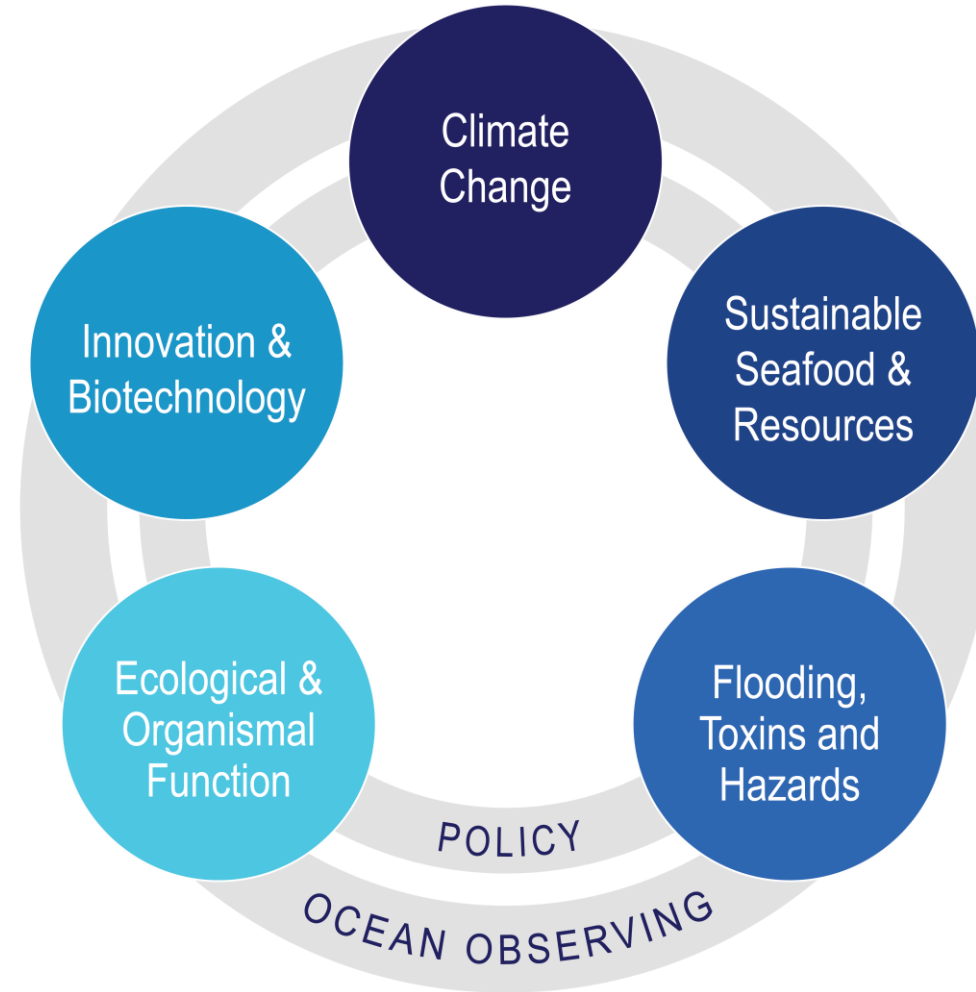 Climate
Change
Sustainable
Seafood &
Resources
Flooding,
Toxins and
Hazards
Ecological &
Organismal
Function
Innovation &
Biotechnology
POLICY
OCEAN OBSERVING